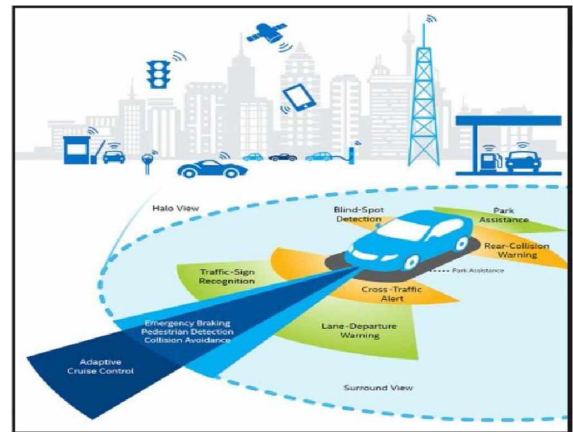 Halo View
Blind-Spot
Detection
Park
Assistance
Rear-Collision
Warning
Park Assistance
Traffic-Sign
Recognition
Cross-Traffic
Alert
Emergency Braking
Pedestrian Detection
Collision Avoidance
Lane-Departure
Warning
Adaptive
Cruise Control
Surround View